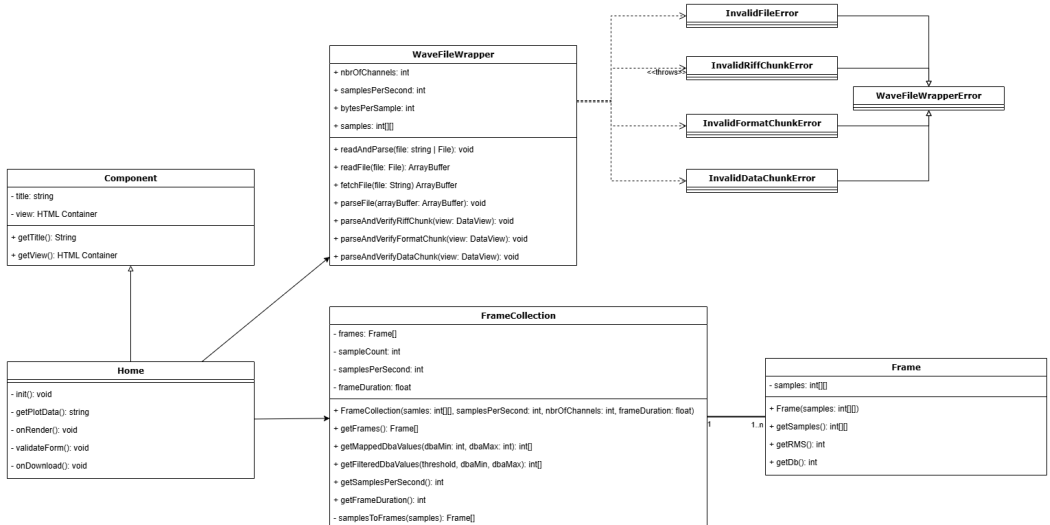 InvalidFileError
WaveFileWrapper
+ nbrOfChannels: int
+ samplesPerSecond: int
+ bytesPerSample: int
+ samples: int[][]
+ readAndParse(file: string | File): void
+ readFile(file: File): ArrayBuffer
+ fetchFile(file: String) ArrayBuffer
+ parseFile(arrayBuffer: ArrayBuffer): void
+ parseAndVerifyRiffChunk(view: DataView): void
+ parseAndVerifyFormatChunk(view: DataView): void
+ parseAndVerifyDataChunk(view: DataView): void
InvalidRiffChunkError
<<throws>>
WaveFileWrapperError
InvalidFormatChunkError
InvalidDataChunkError
Component
- title: string
- view: HTML Container
+ getTitle(): String
+ getView(): HTML Container
Home
- init(): void
- getPlotData(): string
- onRender(): void
- validateForm(): void
- onDownload(): void
FrameCollection
- frames: Frame[]
- sampleCount: int
- samplesPerSecond: int
- frameDuration: float
+ FrameCollection(samles: int[][], samplesPerSecond: int, nbrOfChannels: int, frameDuration: float)
+ getFrames(): Frame[]
+ getMappedDbaValues(dbaMin: int, dbaMax: int): int[]
+ getFilteredDbaValues(threshold, dbaMin, dbaMax): int[]
+ getSamplesPerSecond(): int
+ getFrameDuration(): int
- samplesToFrames(samples): Frame[]
1
1..n
Frame
- samples: int[][]
+ Frame(samples: int[][])
+ getSamples(): int[][]
+ getRMS(): int
+ getDb(): int